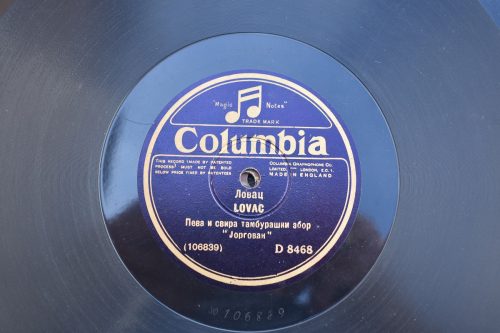 "Magic Notes"
TRADE MARK
Columbia
THIS RECORD (MADE BY PATENTED
PROCESS) MUST NOT BE SOLD
BELOW PRICE FIXED BY PATENTEES
COLUMBIA GRAPHOPHONE CO.
LIMITED, LONDON, E.C. 1.
MADE IN ENGLAND
Ловац
LOVAC
Пева и свира тамбурашки збор
"Јоргован"
(106839)
D 8468
106839